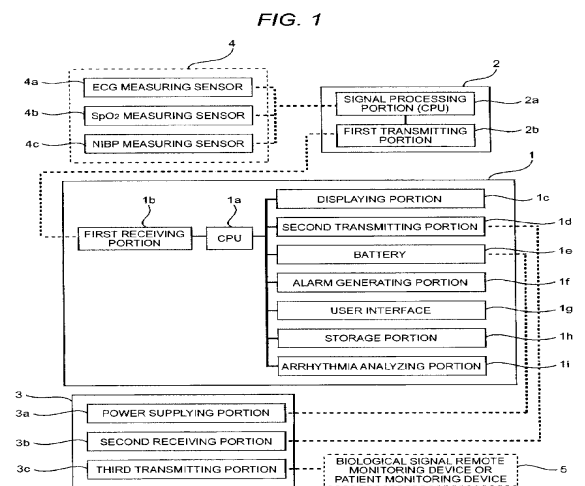 FIG. 1
4
4a
ECG MEASURING SENSOR
4b
SpO2 MEASURING SENSOR
4c
NIBP MEASURING SENSOR
2
SIGNAL PROCESSING
PORTION (CPU)
2a
FIRST TRANSMITTING
PORTION
2b
1
1b
FIRST RECEIVING
PORTION
1a
CPU
DISPLAYING PORTION
1c
SECOND TRANSMITTING PORTION
1d
BATTERY
1e
ALARM GENERATING PORTION
1f
USER INTERFACE
1g
STORAGE PORTION
1h
ARRHYTHMIA ANALYZING PORTION
1i
3
3a
POWER SUPPLYING PORTION
3b
SECOND RECEIVING PORTION
3c
THIRD TRANSMITTING PORTION
BIOLOGICAL SIGNAL REMOTE
MONITORING DEVICE OR
PATIENT MONITORING DEVICE
5